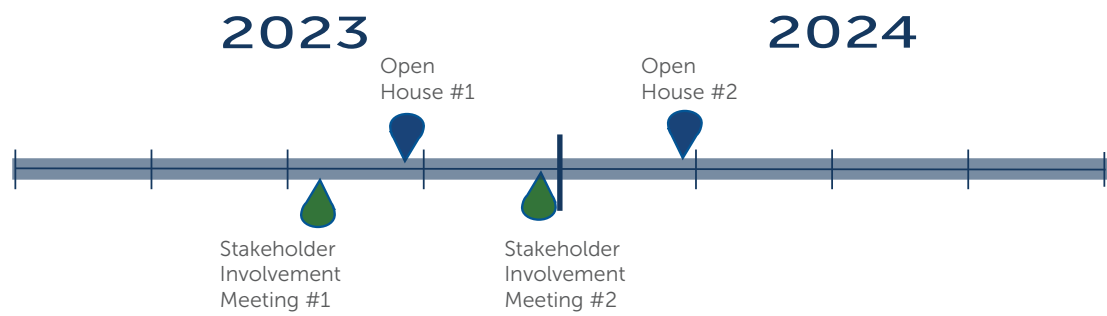 2023
2024
Open
House #1
Open
House #2
Stakeholder
Involvement
Meeting #1
Stakeholder
Involvement
Meeting #2